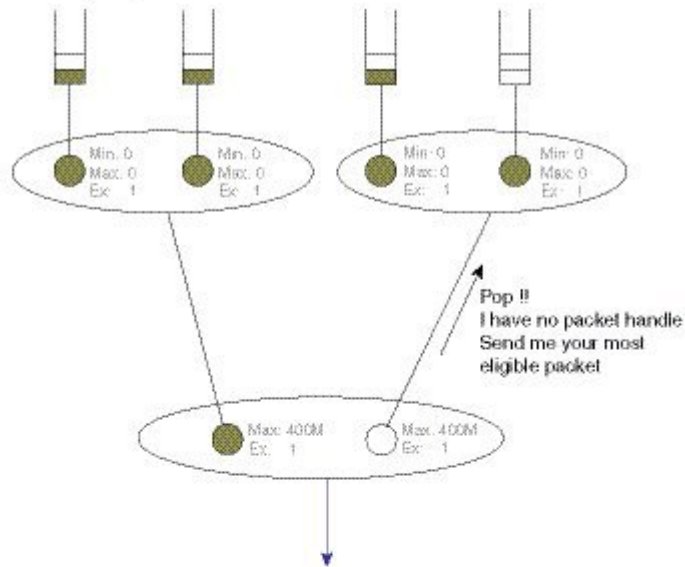 Min. 0
Max. 0
Ex: 1
Min. 0
Max. 0
Ex: 1
Min. 0
Max: 0
Ex: 1
Min: 0
Max: 0
Ex: 1
Pop !!
I have no packet handle
Send me your most
eligible packet
Max: 400M
Ex: 1
Max. 400M
Ex: 1